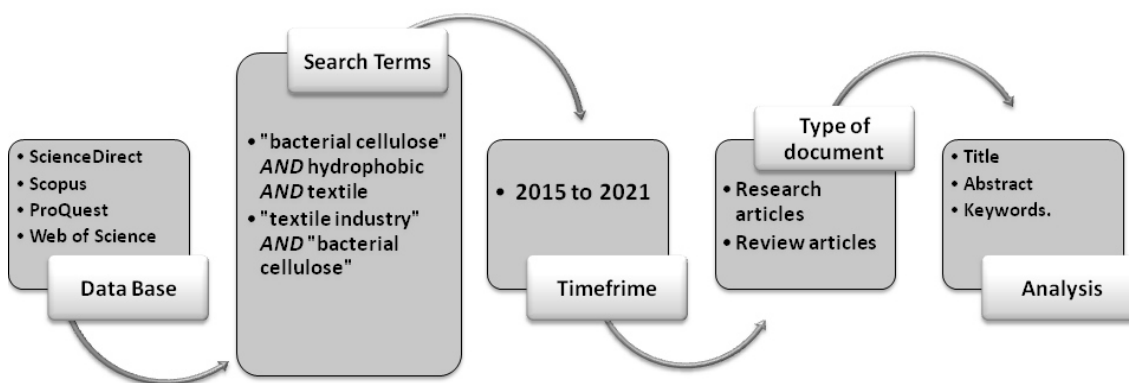 • ScienceDirect
• Scopus
• ProQuest
• Web of Science
Data Base
Search Terms
• "bacterial cellulose"
AND hydrophobic
AND textile
• "textile industry"
AND "bacterial
cellulose"
• 2015 to 2021
Timefrime
Type of
document
• Research
articles
• Review articles
• Title
• Abstract
• Keywords.
Analysis